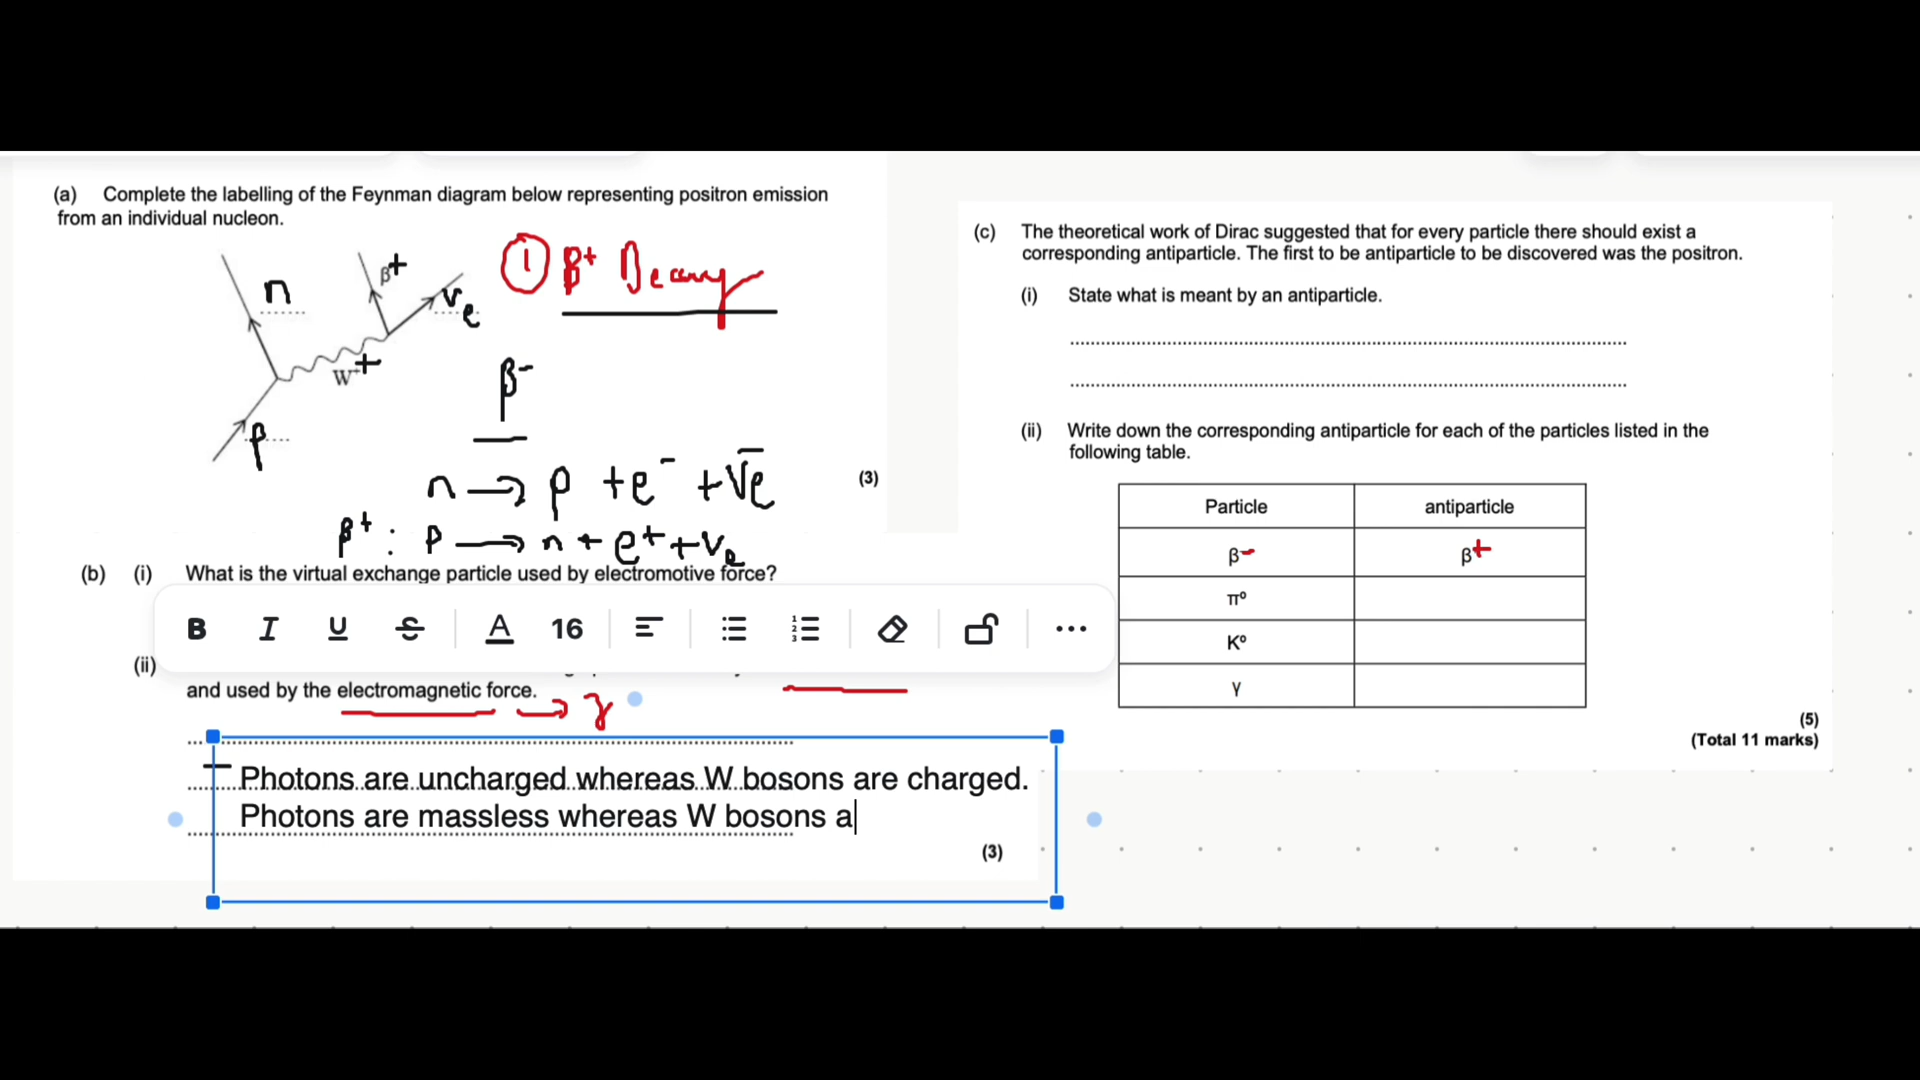 (a) Complete the labelling of the Feynman diagram below representing positron emission
from an individual nucleon.
n
β+
νe
W+
p
① β+ Decay
β-
n → p + e- + ν̄e
(3)
β+ : p → n + e+ + νe
(b) (i) What is the virtual exchange particle used by electromotive force?
B I U S A 16
(ii)
and used by the electromagnetic force. → γ
Photons are uncharged whereas W bosons are charged.
Photons are massless whereas W bosons a
(3)
(c) The theoretical work of Dirac suggested that for every particle there should exist a
corresponding antiparticle. The first to be antiparticle to be discovered was the positron.
(i) State what is meant by an antiparticle.
(ii) Write down the corresponding antiparticle for each of the particles listed in the
following table.
Particle antiparticle
β- β+
π⁰
K⁰
γ
(5)
(Total 11 marks)